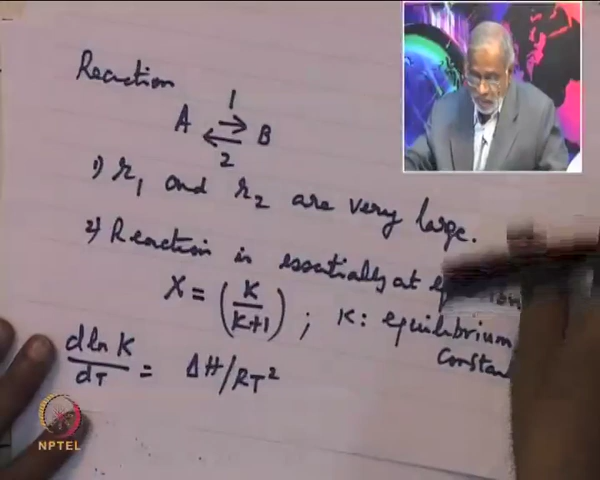 Reaction
1
A ⇌ B
2
1) r₁ and r₂ are very large.
2) Reaction is essentially at
X = (K/(K+1)) ; K: equilibrium
d ln K/dT = ΔH/RT²
NPTEL